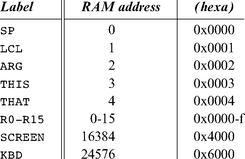 Label RAM address (hexa)
SP 0 0x0000
LCL 1 0x0001
ARG 2 0x0002
THIS 3 0x0003
THAT 4 0x0004
R0-R15 0-15 0x0000-f
SCREEN 16384 0x4000
KBD 24576 0x6000